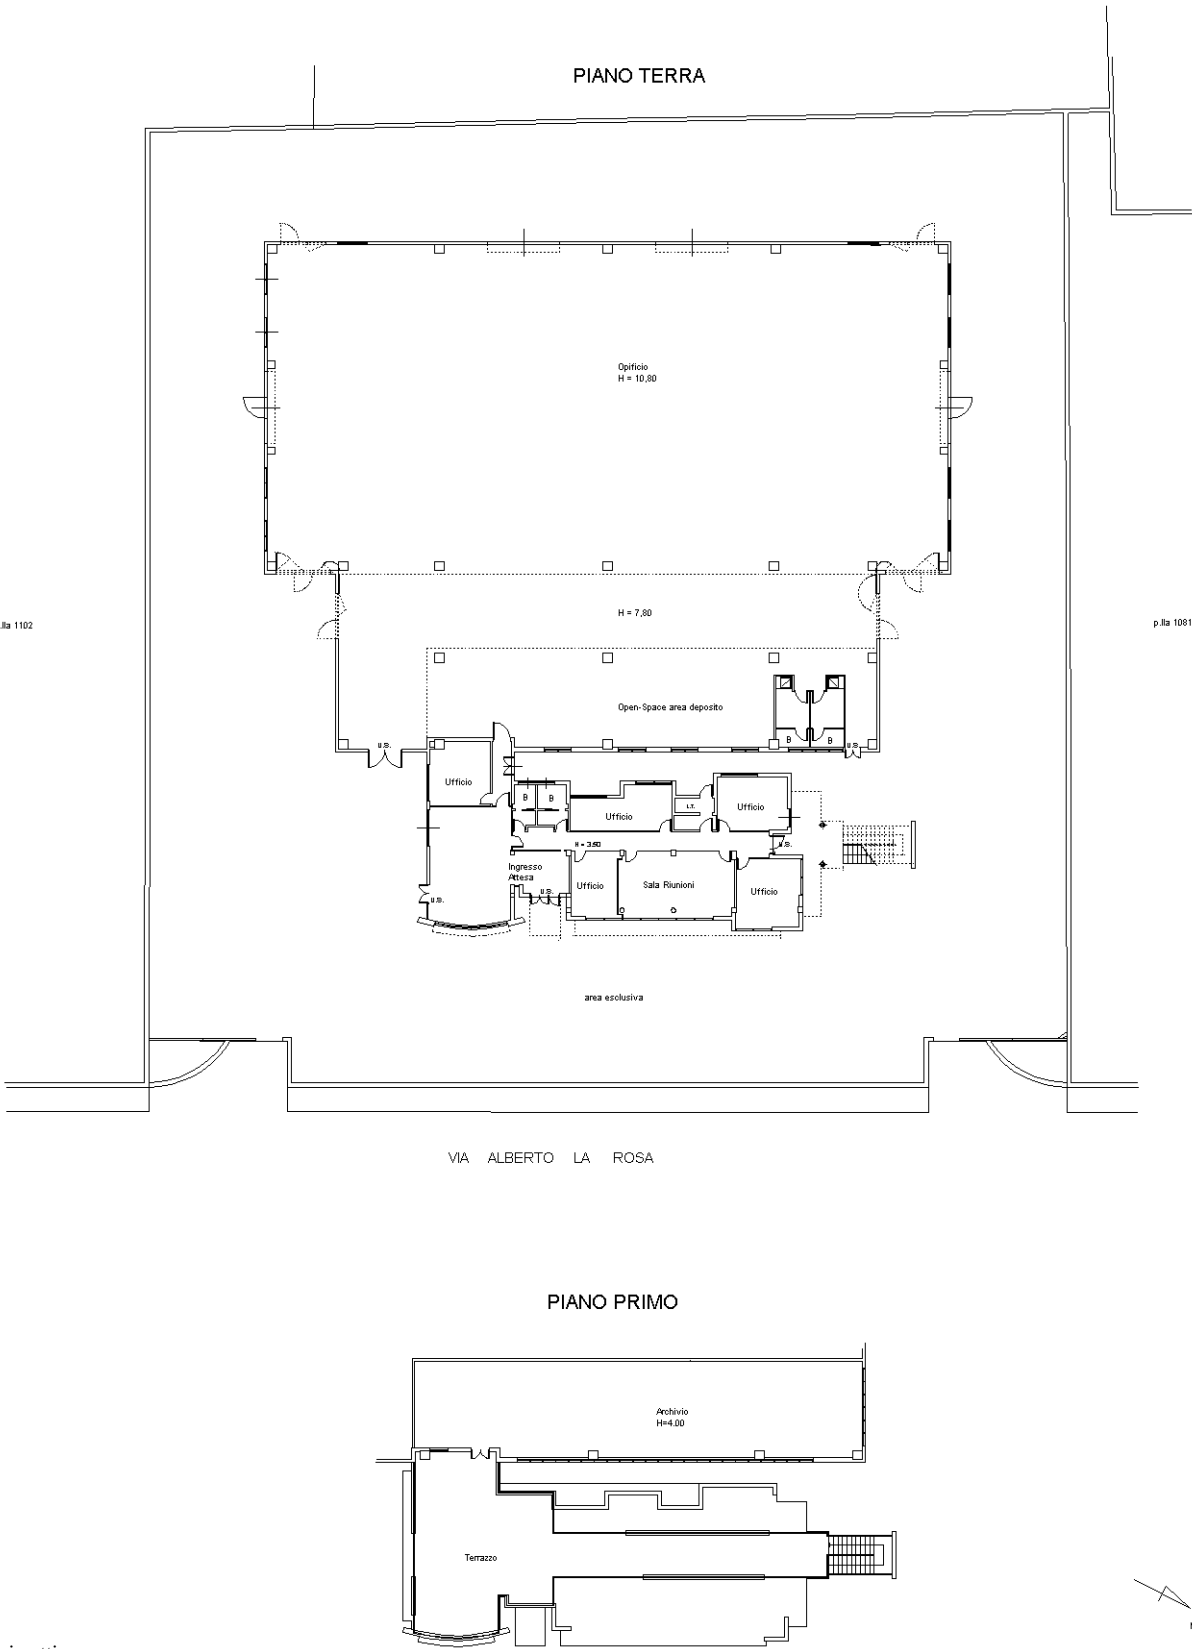 PIANO TERRA
Opificio
H = 10,80
H = 7,80
p.lla 1081
.lla 1102
Open-Space area deposito
B
B
U.S.
U.S.
Ufficio
B
B
Ufficio
I.T.
Ufficio
H = 3.50
U.S.
Ingresso
Attesa
Ufficio
Sala Riunioni
Ufficio
U.S.
U.S.
area esclusiva
VIA ALBERTO LA ROSA
PIANO PRIMO
Archivio
H=4.00
Terrazzo